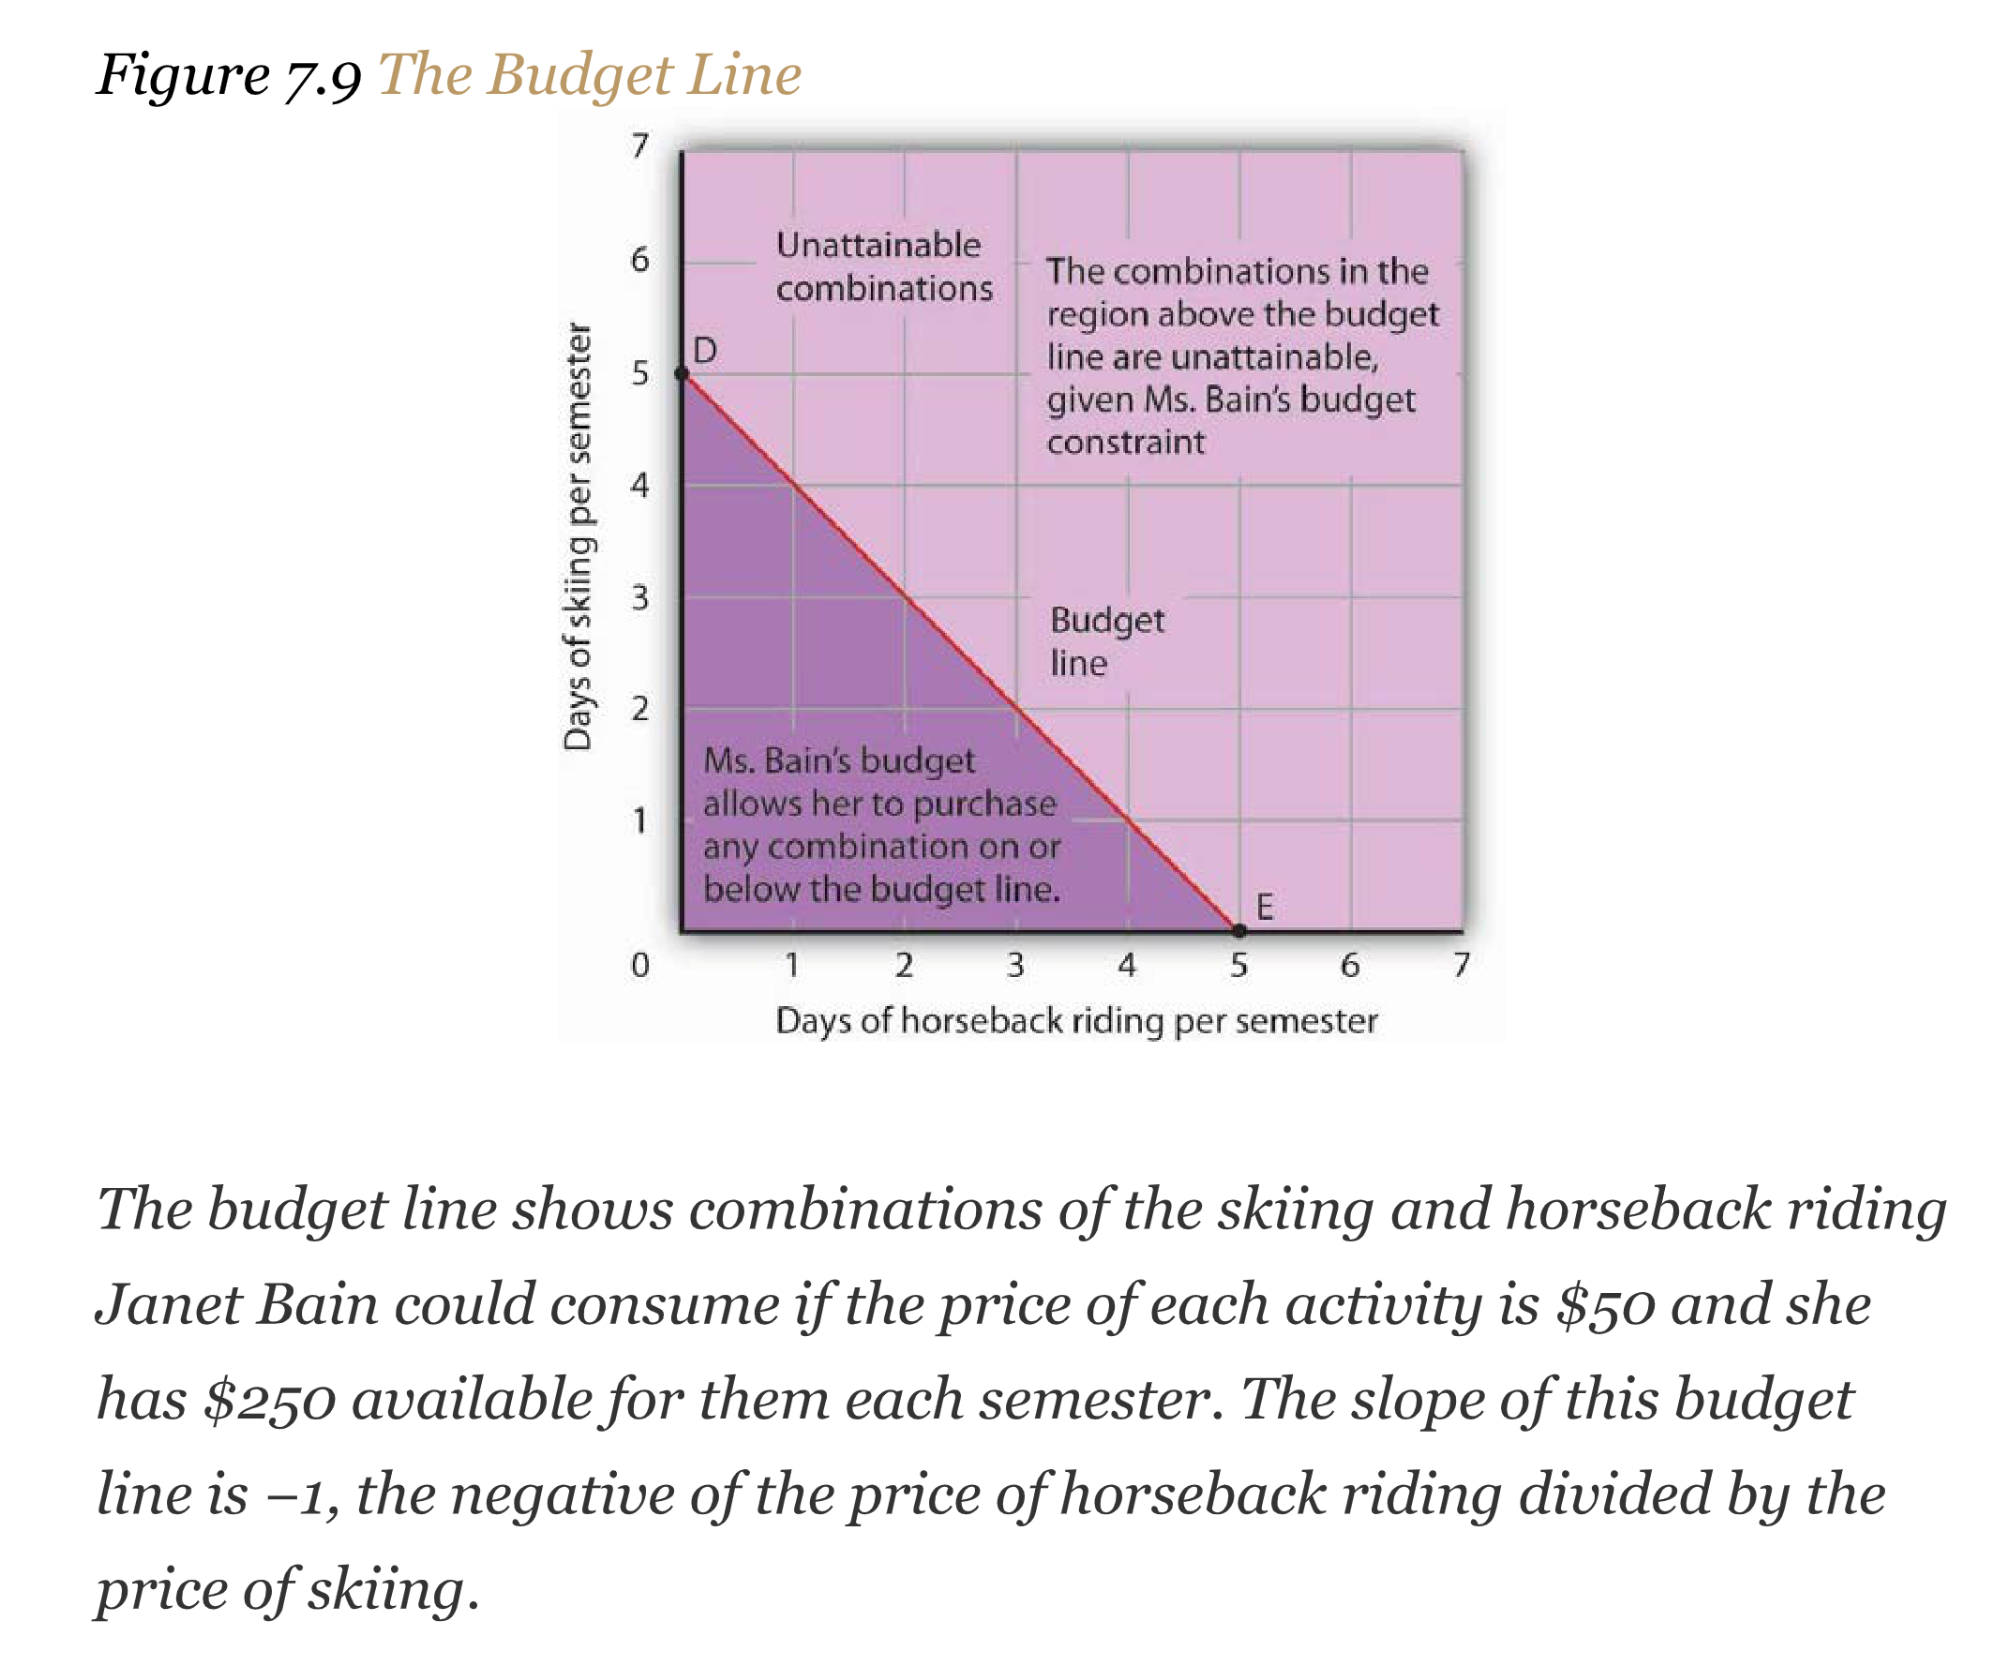 Figure 7.9 The Budget Line
7
6
5
4
3
2
1
0
Days of skiing per semester
Unattainable
combinations
The combinations in the
region above the budget
line are unattainable,
given Ms. Bain's budget
constraint
D
Budget
line
Ms. Bain's budget
allows her to purchase
any combination on or
below the budget line.
E
1 2 3 4 5 6 7
Days of horseback riding per semester
The budget line shows combinations of the skiing and horseback riding
Janet Bain could consume if the price of each activity is $50 and she
has $250 available for them each semester. The slope of this budget
line is –1, the negative of the price of horseback riding divided by the
price of skiing.